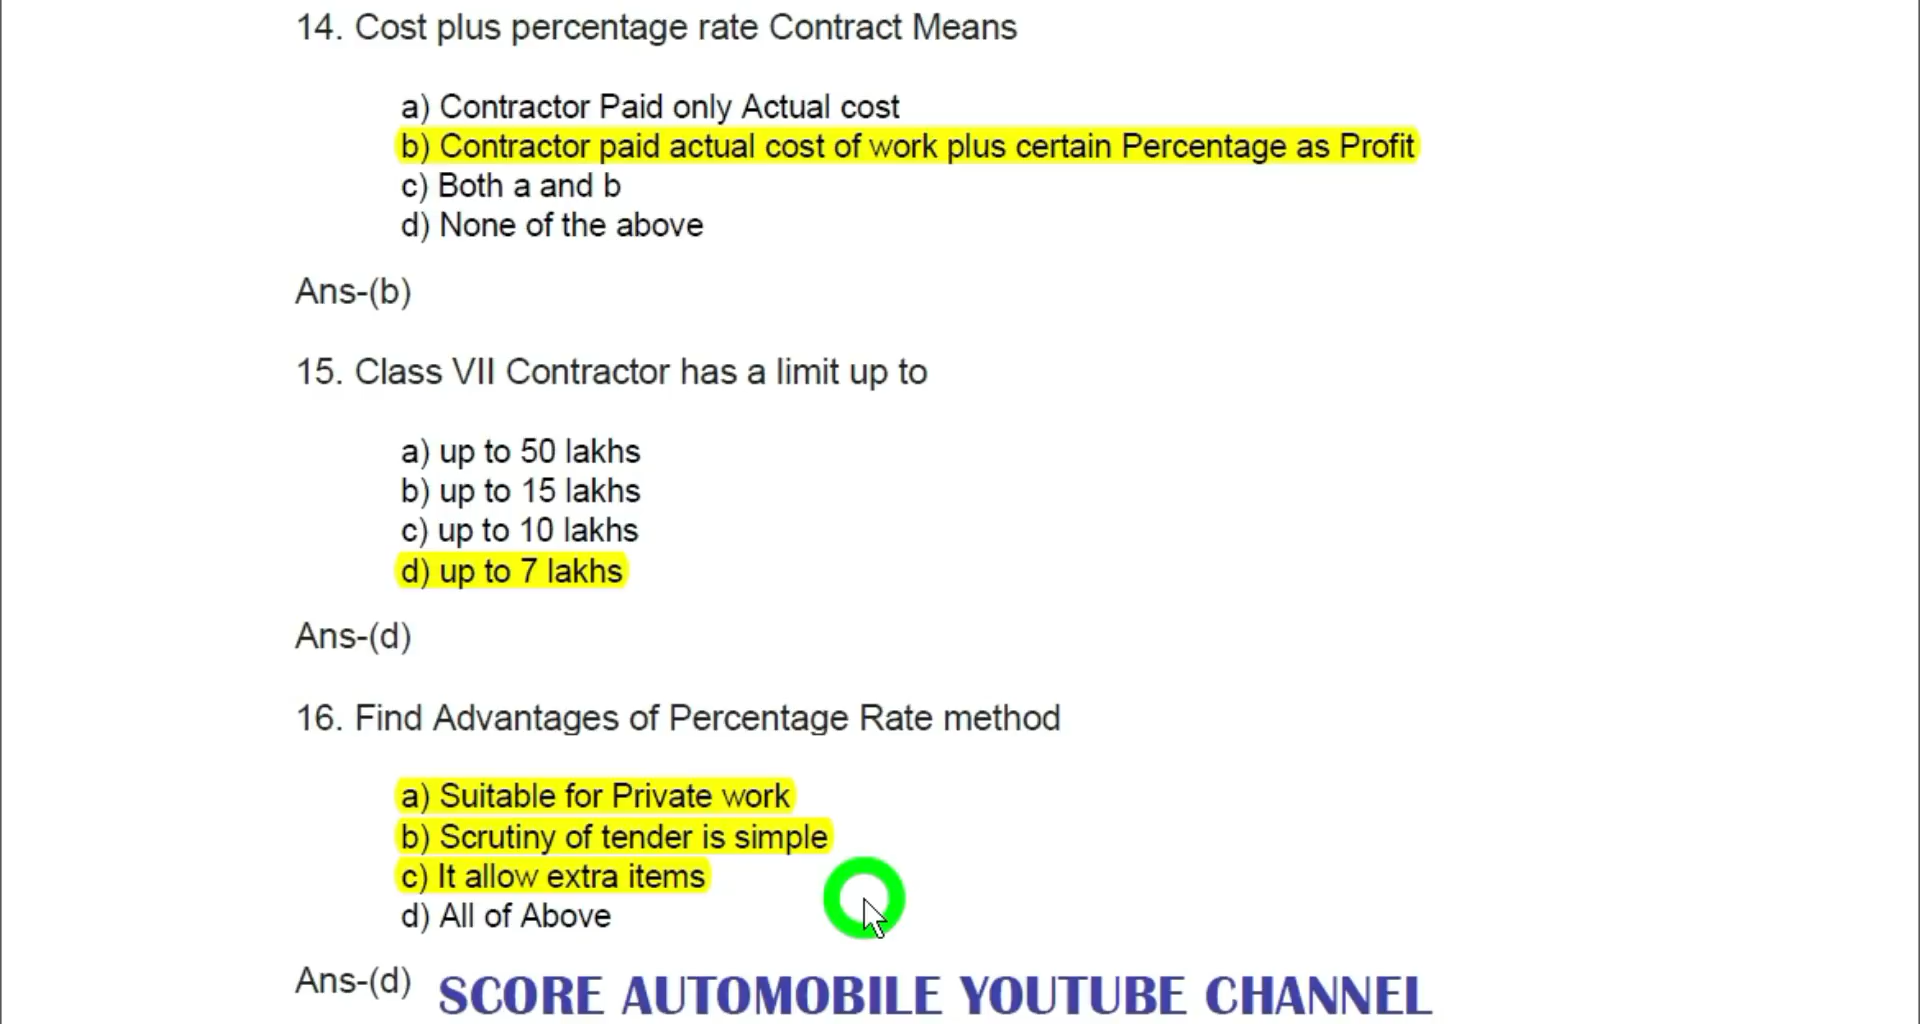 14. Cost plus percentage rate Contract Means
a) Contractor Paid only Actual cost
b) Contractor paid actual cost of work plus certain Percentage as Profit
c) Both a and b
d) None of the above
Ans-(b)
15. Class VII Contractor has a limit up to
a) up to 50 lakhs
b) up to 15 lakhs
c) up to 10 lakhs
d) up to 7 lakhs
Ans-(d)
16. Find Advantages of Percentage Rate method
a) Suitable for Private work
b) Scrutiny of tender is simple
c) It allow extra items
d) All of Above
Ans-(d)
SCORE AUTOMOBILE YOUTUBE CHANNEL